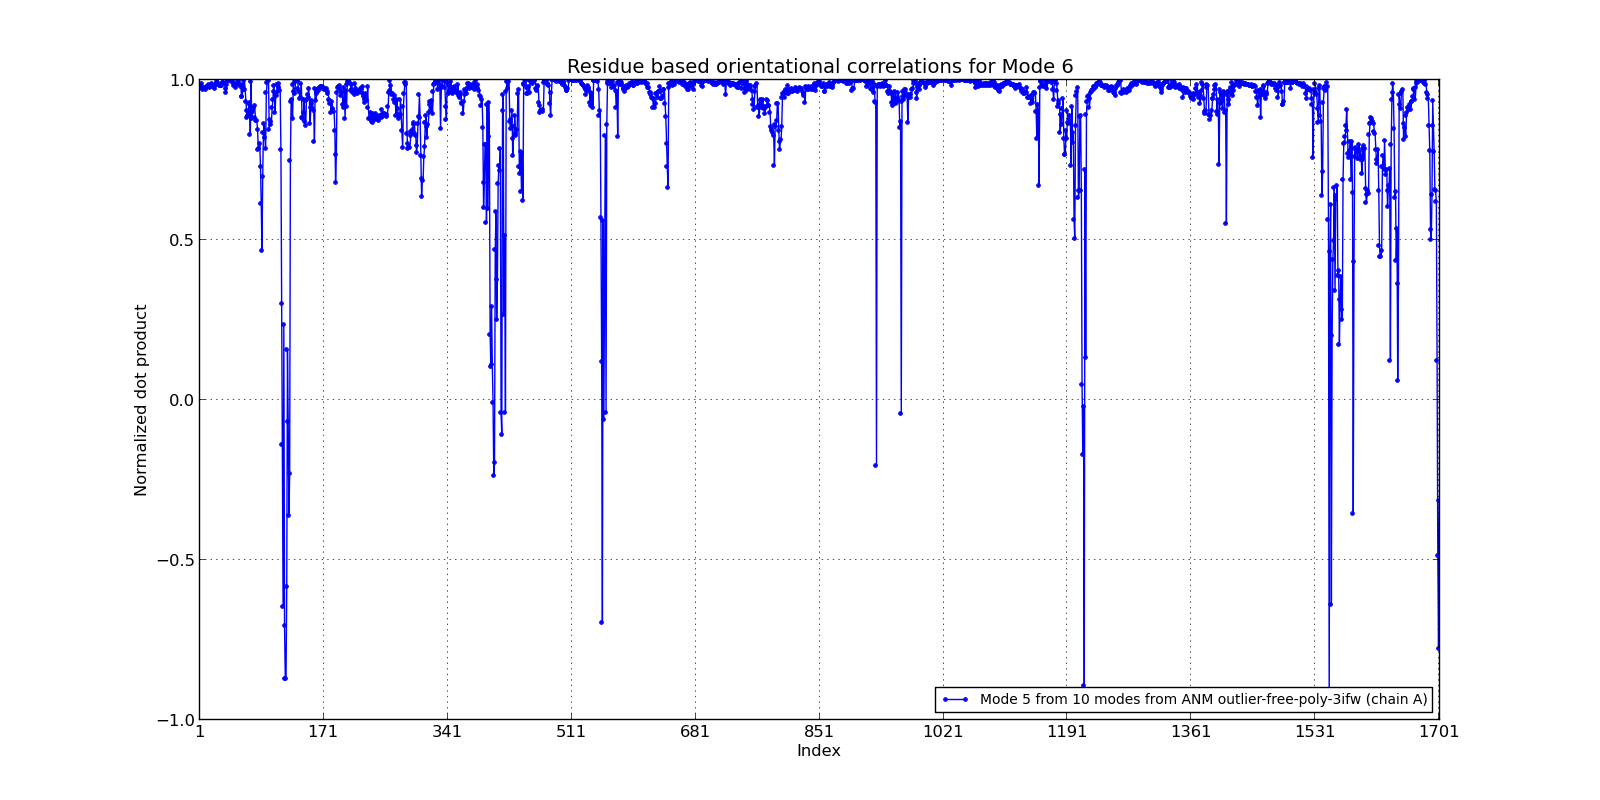 Residue based orientational correlations for Mode 6
1.0
0.5
0.0
−0.5
−1.0
Normalized dot product
Mode 5 from 10 modes from ANM outlier-free-poly-3ifw (chain A)
1 171 341 511 681 851 1021 1191 1361 1531 1701
Index